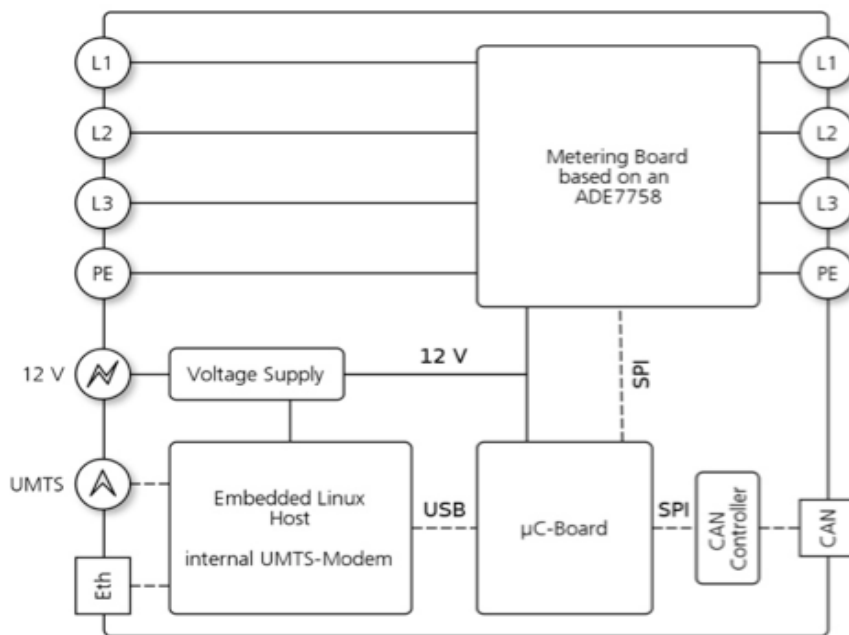 L1
L1
L2
L2
Metering Board
based on an
ADE7758
L3
L3
PE
PE
12 V
Voltage Supply
12 V
SPI
UMTS
Embedded Linux
Host
internal UMTS-Modem
USB
µC-Board
SPI
CAN
Controller
CAN
Eth